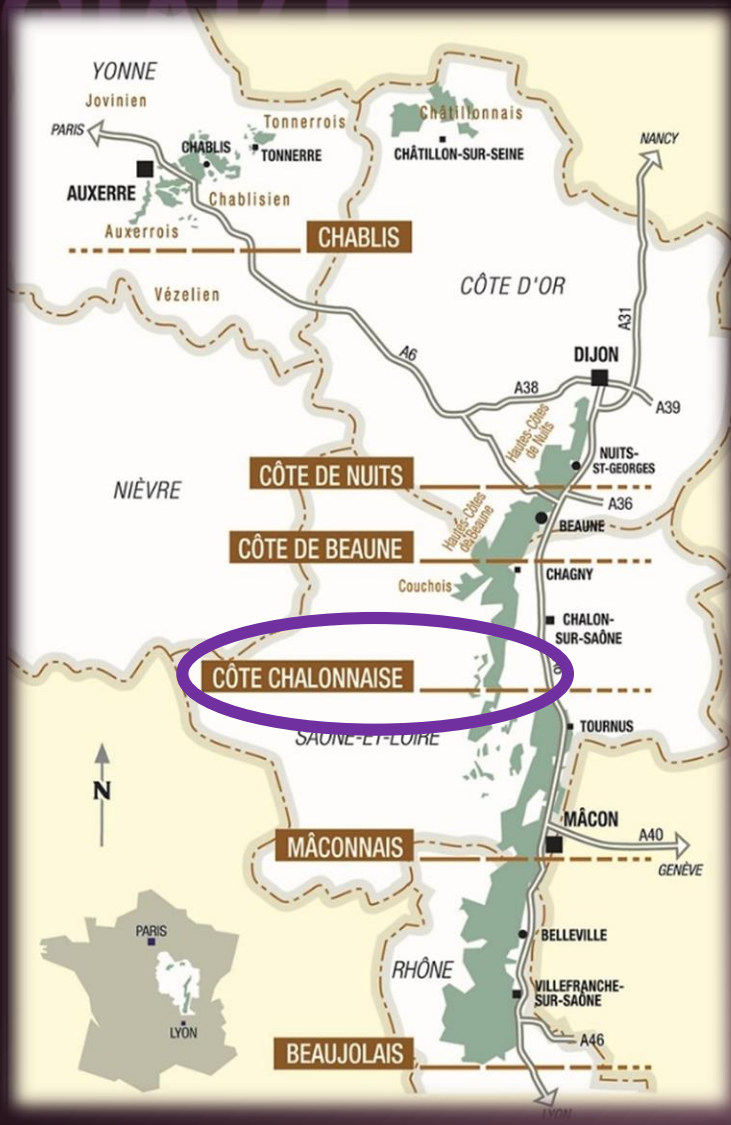 YONNE
Jovinien
PARIS
Tonnerrois
CHABLIS
TONNERRE
AUXERRE
Chablisien
Auxerrois
CHABLIS
Vézelien
Châtillonnais
CHÂTILLON-SUR-SEINE
NANCY
CÔTE D'OR
A31
A6
DIJON
A38
A39
Hautes-Côtes
de Nuits
NUITS-
ST-GEORGES
CÔTE DE NUITS
A36
NIÈVRE
Hautes-Côtes
de Beaune
BEAUNE
CÔTE DE BEAUNE
CHAGNY
Couchois
CHALON-
SUR-SAÔNE
CÔTE CHALONNAISE
SAÔNE-ET-LOIRE
TOURNUS
N
MÂCON
A40
MÂCONNAIS
GENÈVE
PARIS
LYON
BELLEVILLE
RHÔNE
VILLEFRANCHE-
SUR-SAÔNE
A46
BEAUJOLAIS
LYON